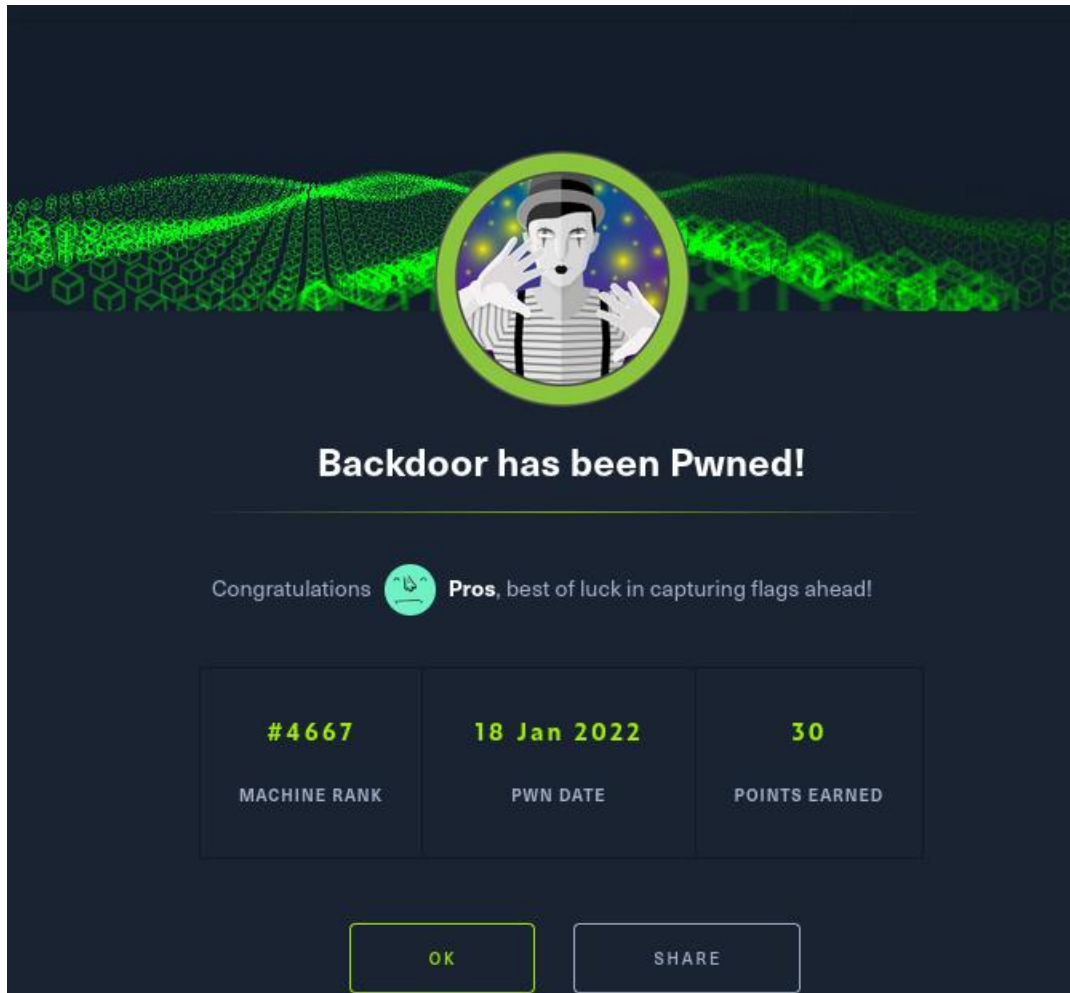 Backdoor has been Pwned!
Congratulations Pros, best of luck in capturing flags ahead!
#4667 18 Jan 2022 30
MACHINE RANK PWN DATE POINTS EARNED
OK SHARE